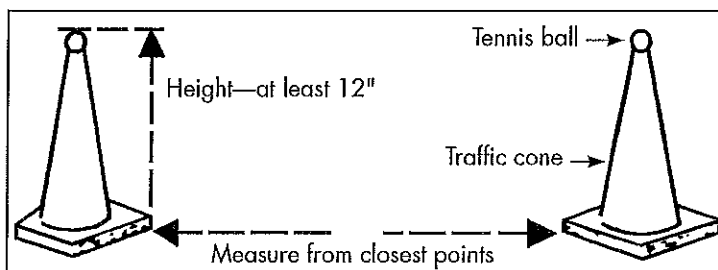 Tennis ball
Height—at least 12"
Traffic cone
Measure from closest points